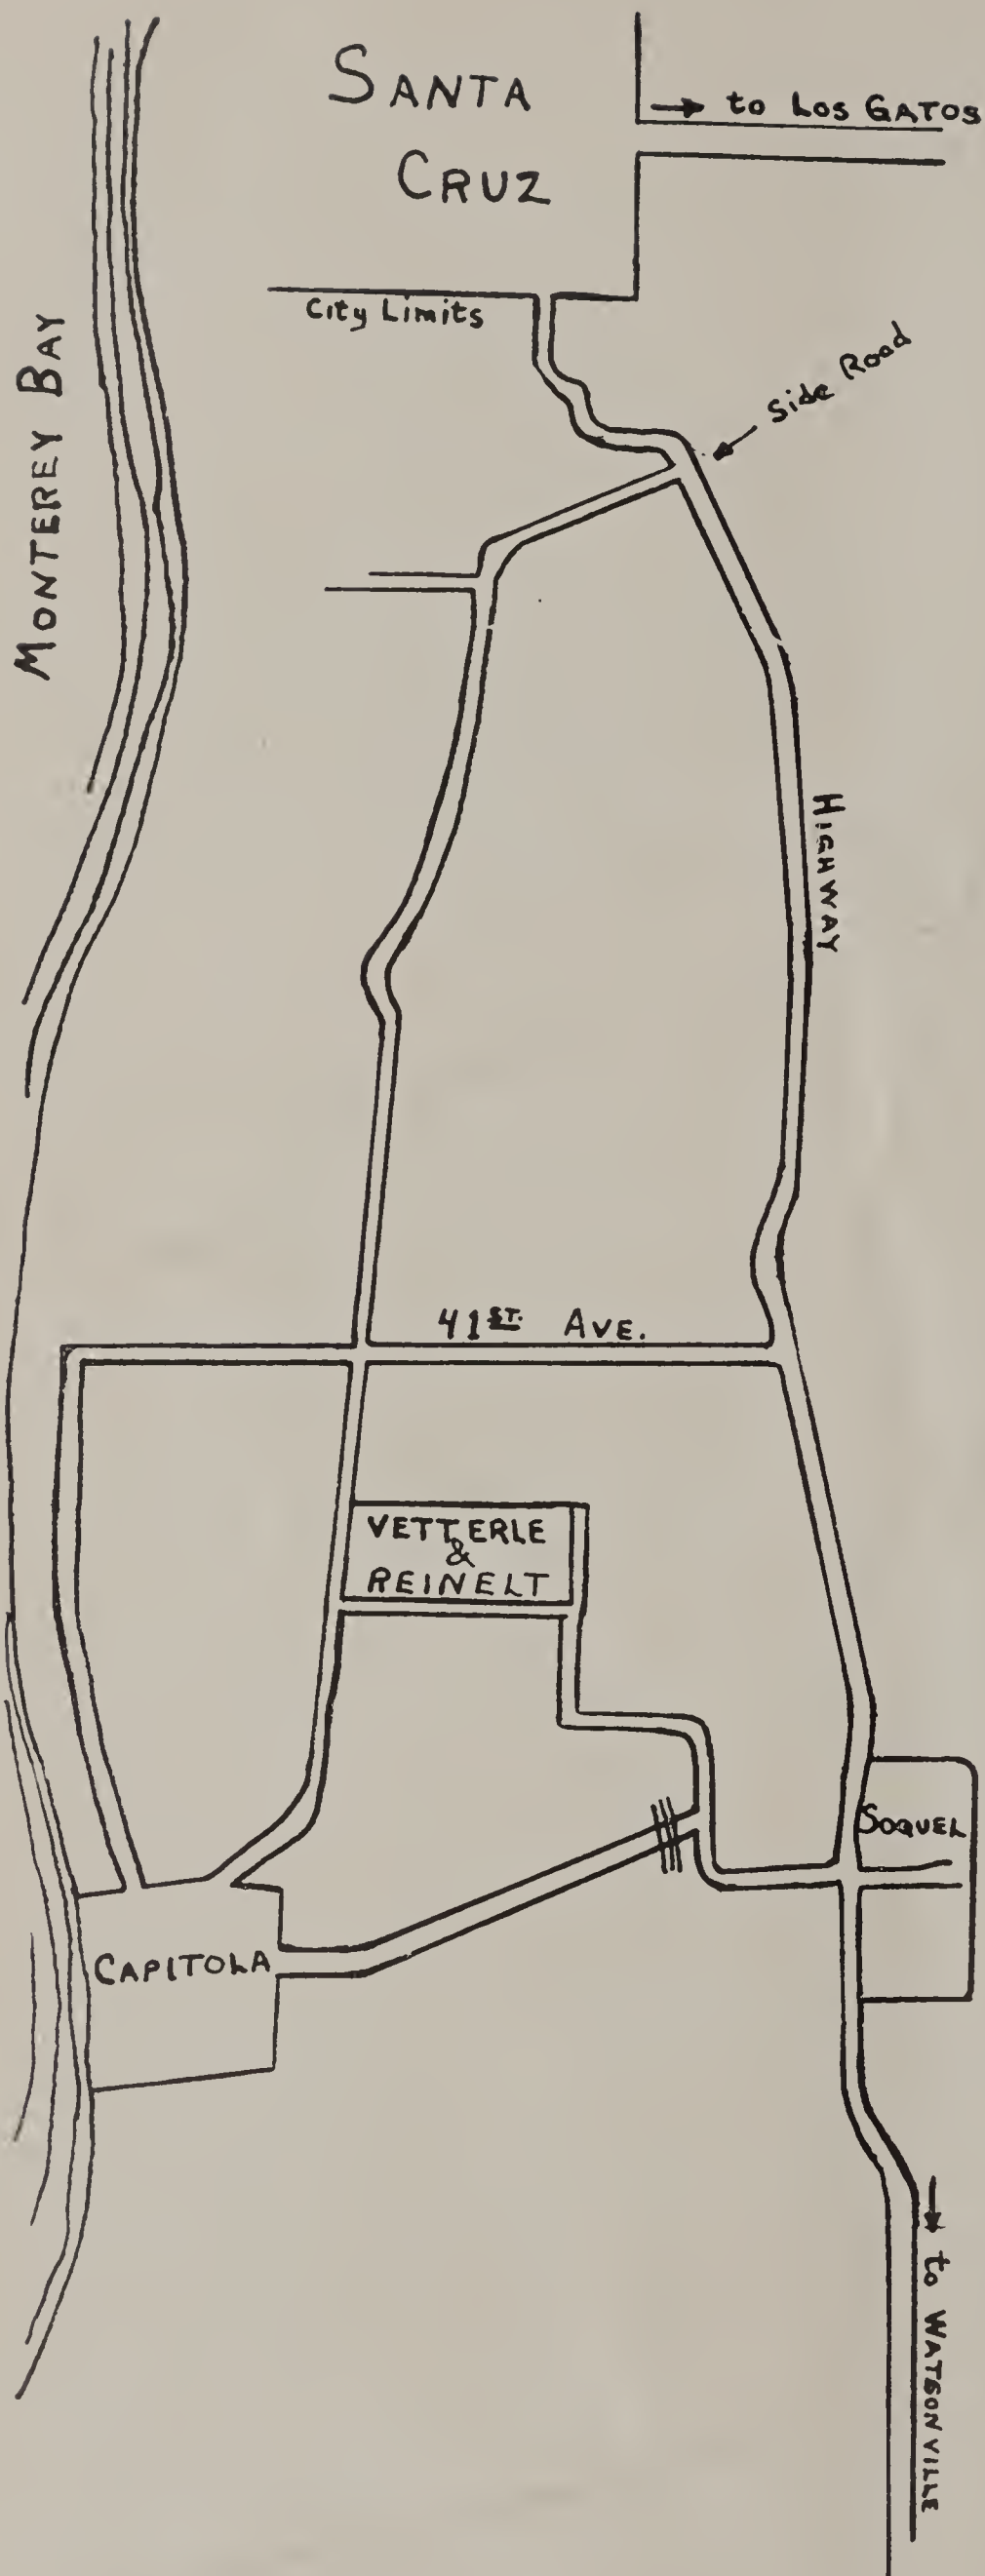 SANTA
CRUZ
→ to LOS GATOS
City Limits
Side Road
MONTEREY BAY
HIGHWAY
41ST. AVE.
VETTERLE
&
REINELT
SOQUEL
CAPITOLA
→ to WATSONVILLE